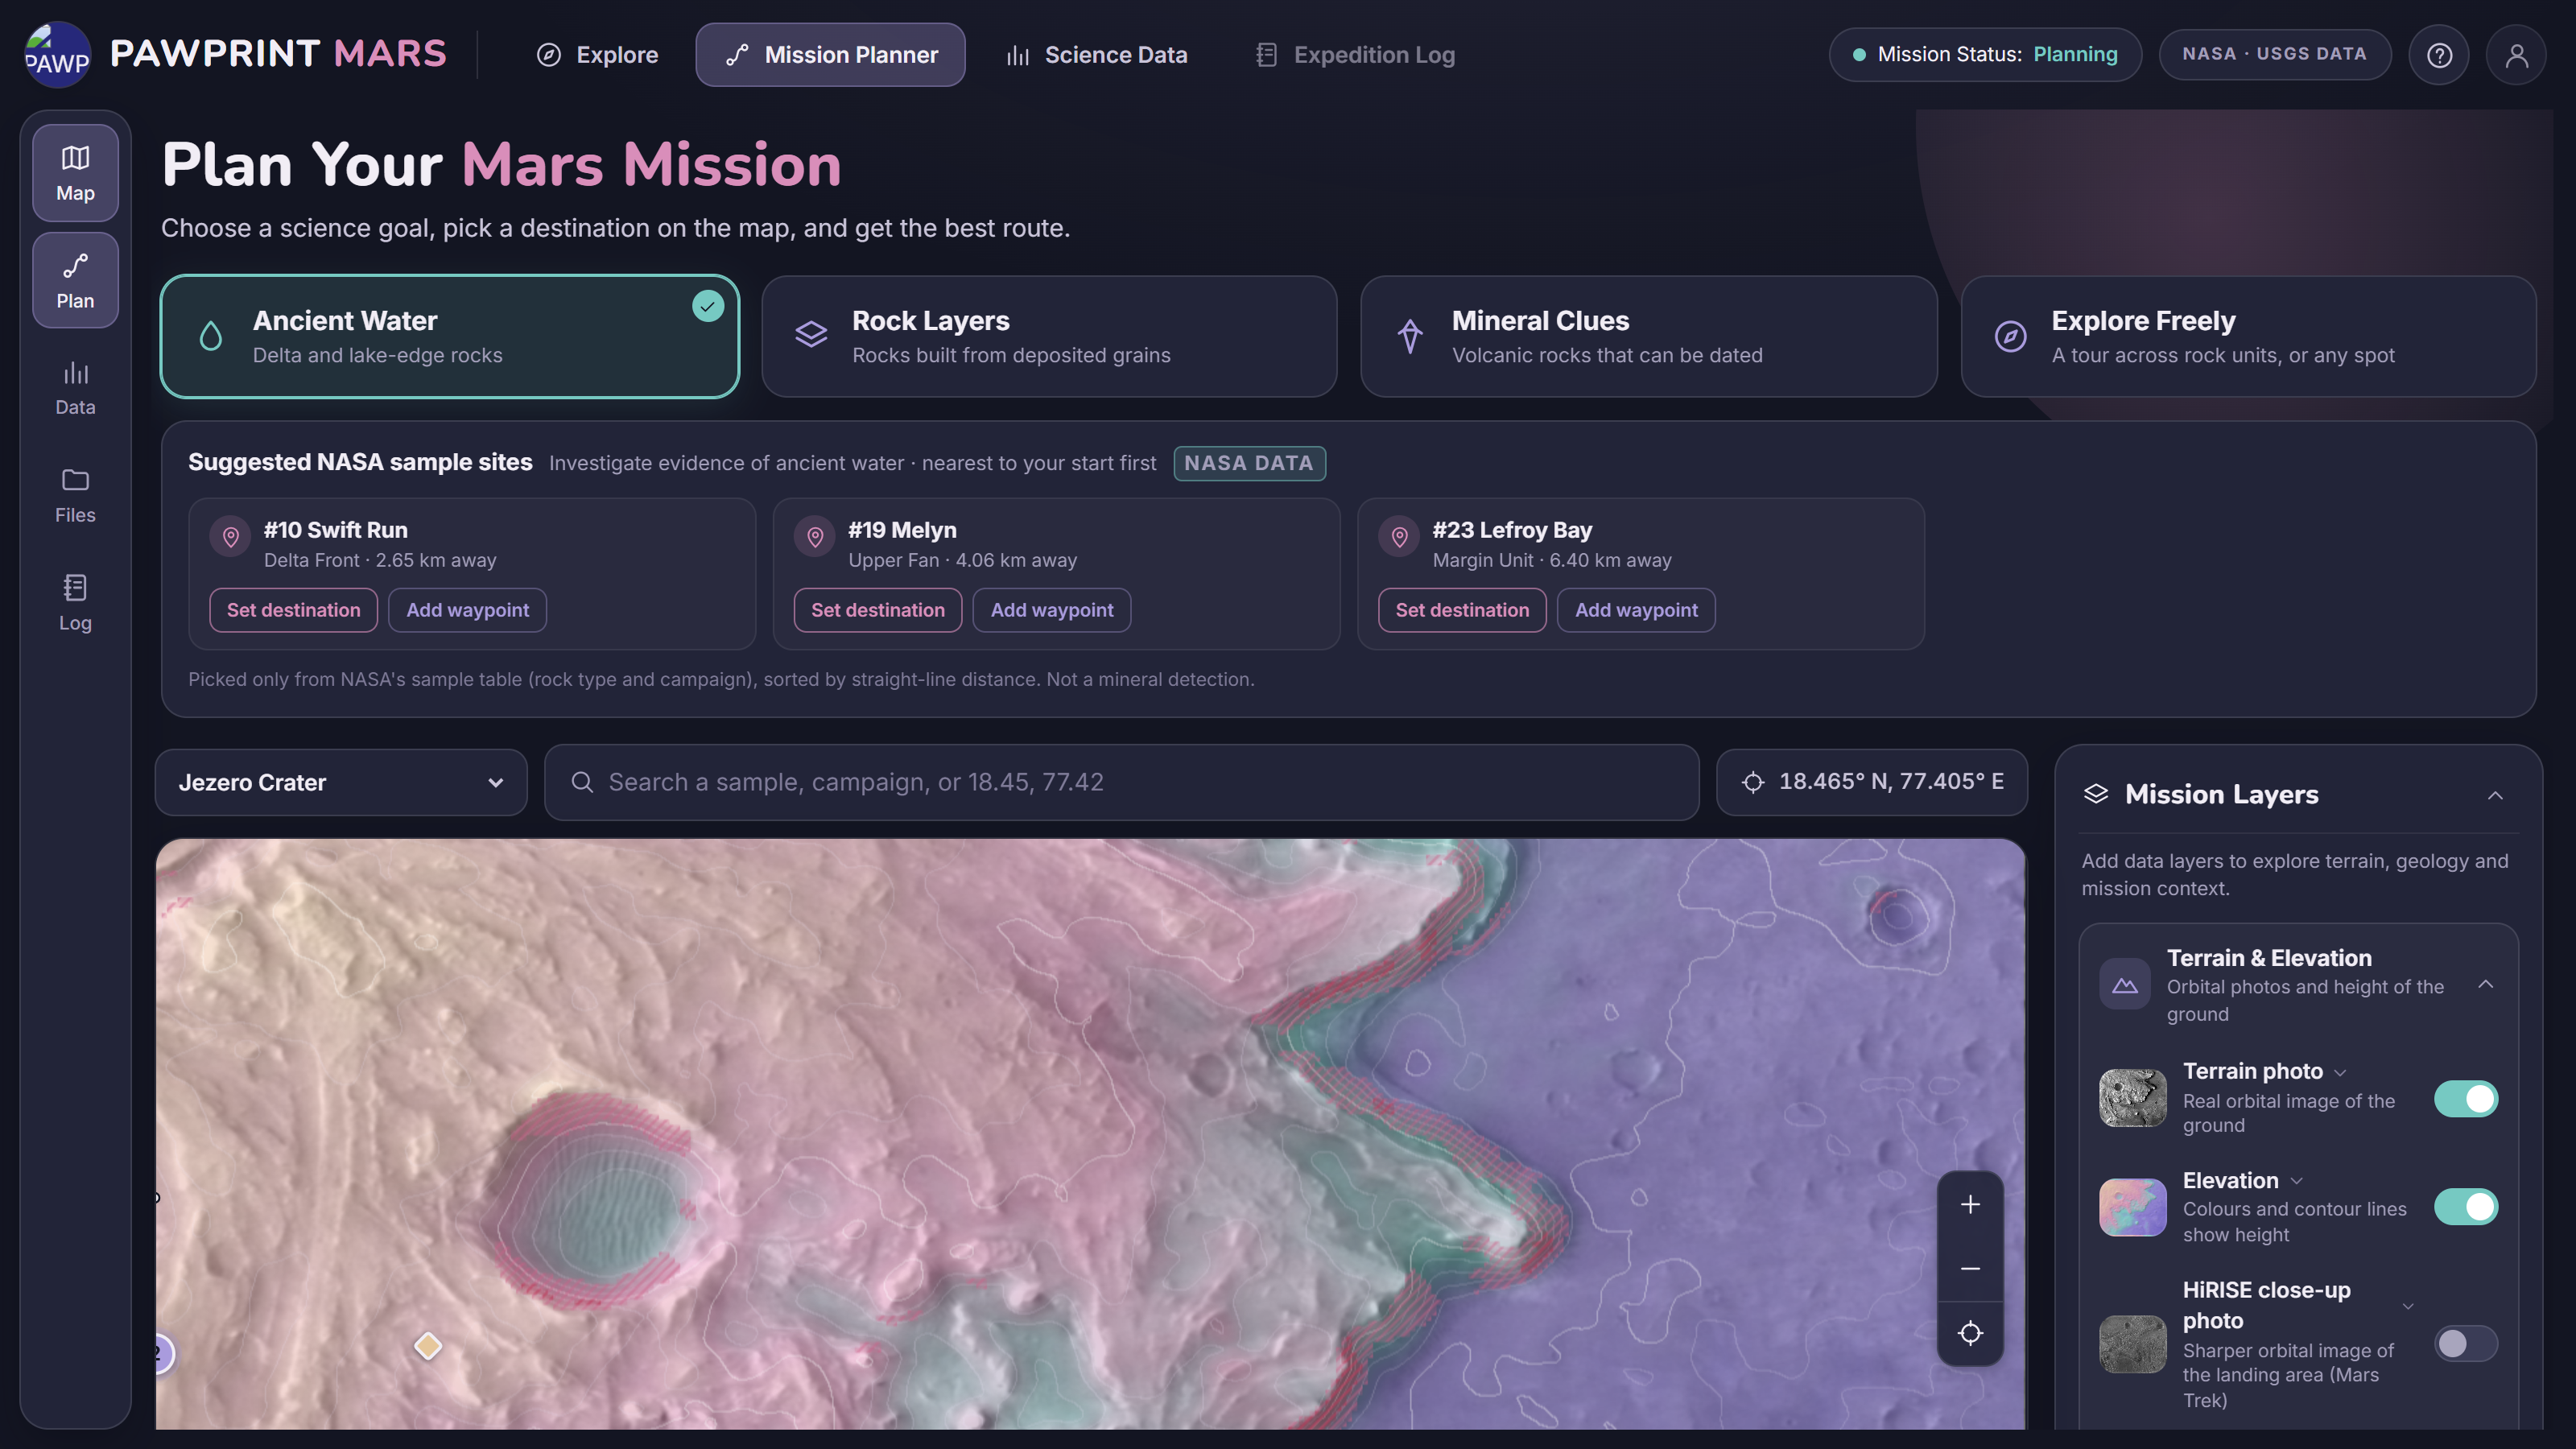 PAWP
PAWPRINT MARS
Explore
Mission Planner
Science Data
Expedition Log
Mission Status: Planning
NASA · USGS DATA
Map
Plan
Data
Files
Log
Plan Your Mars Mission
Choose a science goal, pick a destination on the map, and get the best route.
Ancient Water
Delta and lake-edge rocks
Rock Layers
Rocks built from deposited grains
Mineral Clues
Volcanic rocks that can be dated
Explore Freely
A tour across rock units, or any spot
Suggested NASA sample sites Investigate evidence of ancient water · nearest to your start first NASA DATA
#10 Swift Run
Delta Front · 2.65 km away
Set destination Add waypoint
#19 Melyn
Upper Fan · 4.06 km away
Set destination Add waypoint
#23 Lefroy Bay
Margin Unit · 6.40 km away
Set destination Add waypoint
Picked only from NASA's sample table (rock type and campaign), sorted by straight-line distance. Not a mineral detection.
Jezero Crater
Search a sample, campaign, or 18.45, 77.42
18.465° N, 77.405° E
2
Mission Layers
Add data layers to explore terrain, geology and
mission context.
Terrain & Elevation
Orbital photos and height of the
ground
Terrain photo
Real orbital image of the
ground
Elevation
Colours and contour lines
show height
HiRISE close-up
photo
Sharper orbital image of
the landing area (Mars
Trek)